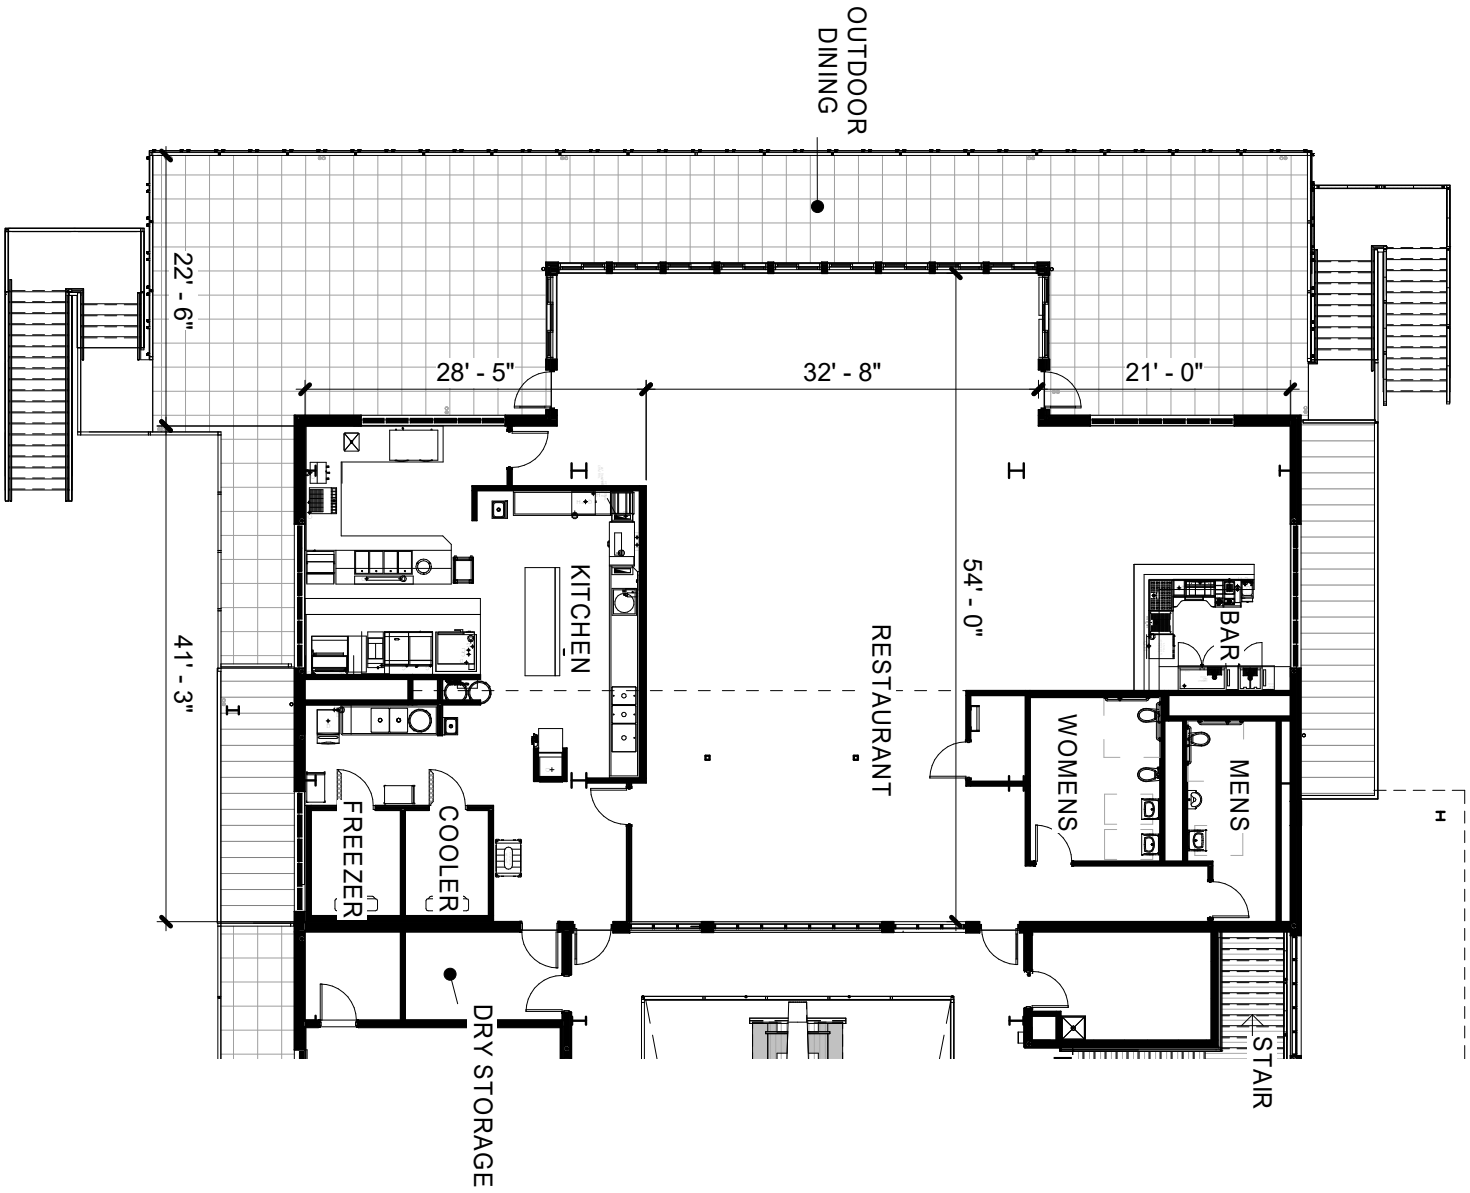 OUTDOOR
DINING
22' - 6"
28' - 5"
32' - 8"
21' - 0"
54' - 0"
41' - 3"
KITCHEN
RESTAURANT
BAR
WOMENS
MENS
FREEZER
COOLER
DRY STORAGE
STAIR